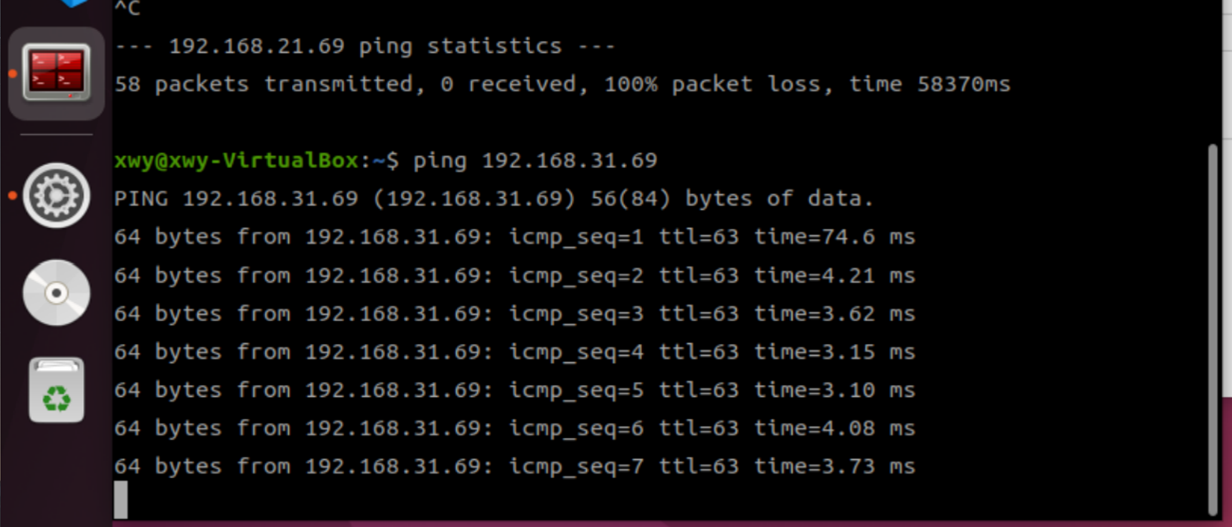 ^C
--- 192.168.21.69 ping statistics ---
58 packets transmitted, 0 received, 100% packet loss, time 58370ms
xwy@xwy-VirtualBox:~$ ping 192.168.31.69
PING 192.168.31.69 (192.168.31.69) 56(84) bytes of data.
64 bytes from 192.168.31.69: icmp_seq=1 ttl=63 time=74.6 ms
64 bytes from 192.168.31.69: icmp_seq=2 ttl=63 time=4.21 ms
64 bytes from 192.168.31.69: icmp_seq=3 ttl=63 time=3.62 ms
64 bytes from 192.168.31.69: icmp_seq=4 ttl=63 time=3.15 ms
64 bytes from 192.168.31.69: icmp_seq=5 ttl=63 time=3.10 ms
64 bytes from 192.168.31.69: icmp_seq=6 ttl=63 time=4.08 ms
64 bytes from 192.168.31.69: icmp_seq=7 ttl=63 time=3.73 ms